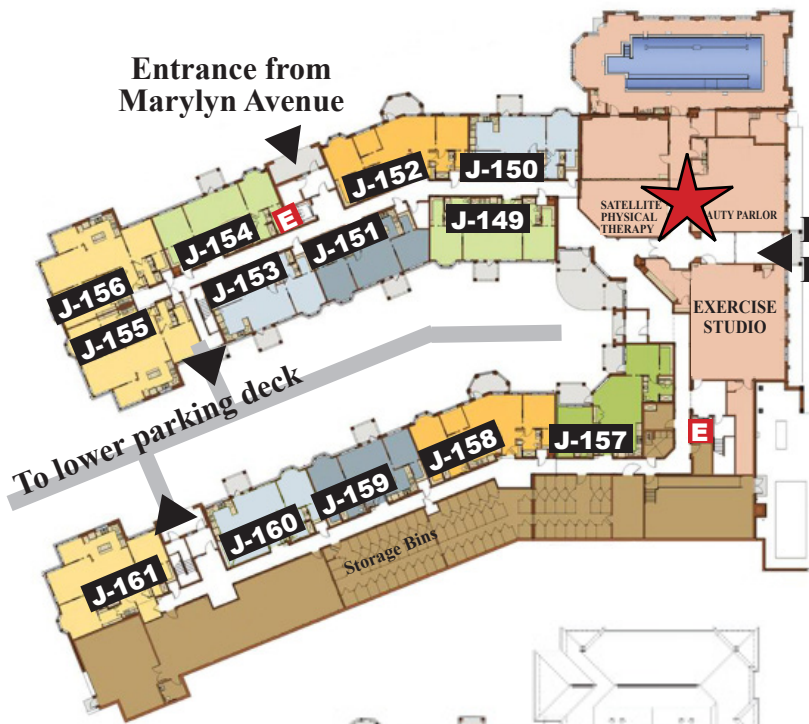 Entrance from
Marylyn Avenue
J-152
J-150
J-154
E
J-151
J-149
SATELLITE
PHYSICAL
THERAPY
AUTY PARLOR
J-156
J-153
J-155
EXERCISE
STUDIO
To lower parking deck
J-158
J-157
E
J-159
J-160
Storage Bins
J-161